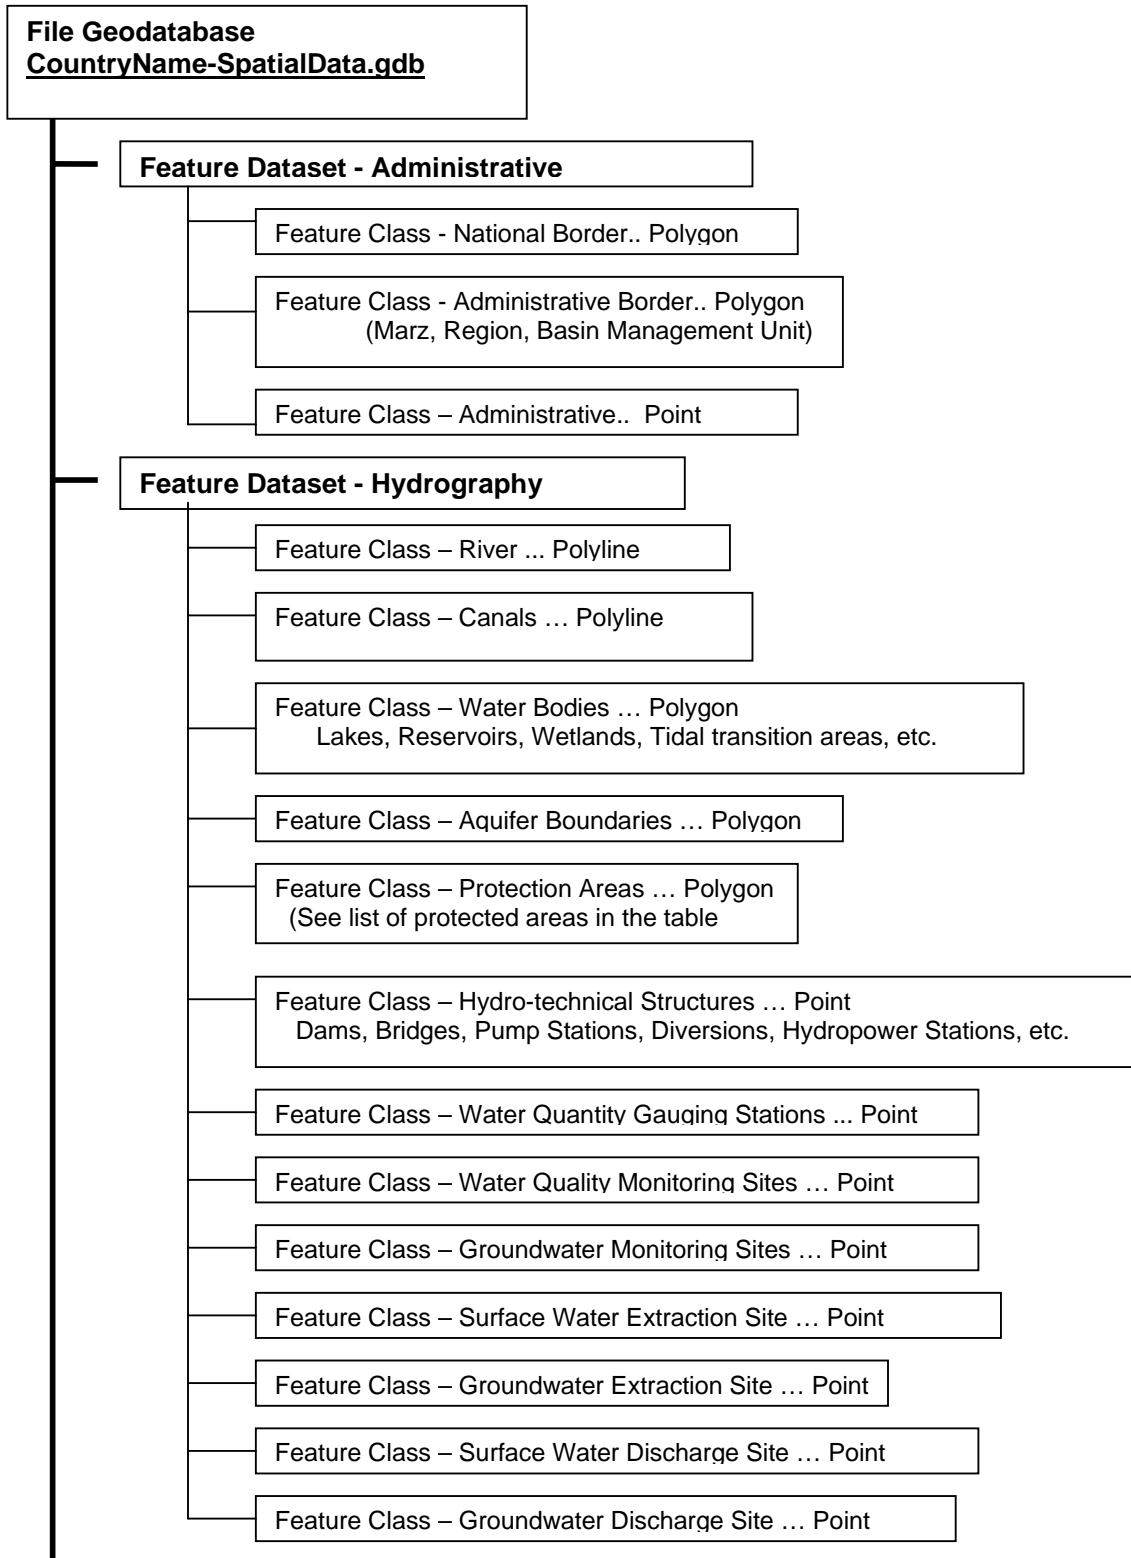 File Geodatabase
CountryName-SpatialData.gdb
Feature Dataset - Administrative
Feature Class - National Border.. Polygon
Feature Class - Administrative Border.. Polygon
(Marz, Region, Basin Management Unit)
Feature Class – Administrative.. Point
Feature Dataset - Hydrography
Feature Class – River ... Polyline
Feature Class – Canals … Polyline
Feature Class – Water Bodies … Polygon
Lakes, Reservoirs, Wetlands, Tidal transition areas, etc.
Feature Class – Aquifer Boundaries … Polygon
Feature Class – Protection Areas … Polygon
(See list of protected areas in the table
Feature Class – Hydro-technical Structures … Point
Dams, Bridges, Pump Stations, Diversions, Hydropower Stations, etc.
Feature Class – Water Quantity Gauging Stations ... Point
Feature Class – Water Quality Monitoring Sites … Point
Feature Class – Groundwater Monitoring Sites … Point
Feature Class – Surface Water Extraction Site … Point
Feature Class – Groundwater Extraction Site … Point
Feature Class – Surface Water Discharge Site … Point
Feature Class – Groundwater Discharge Site … Point